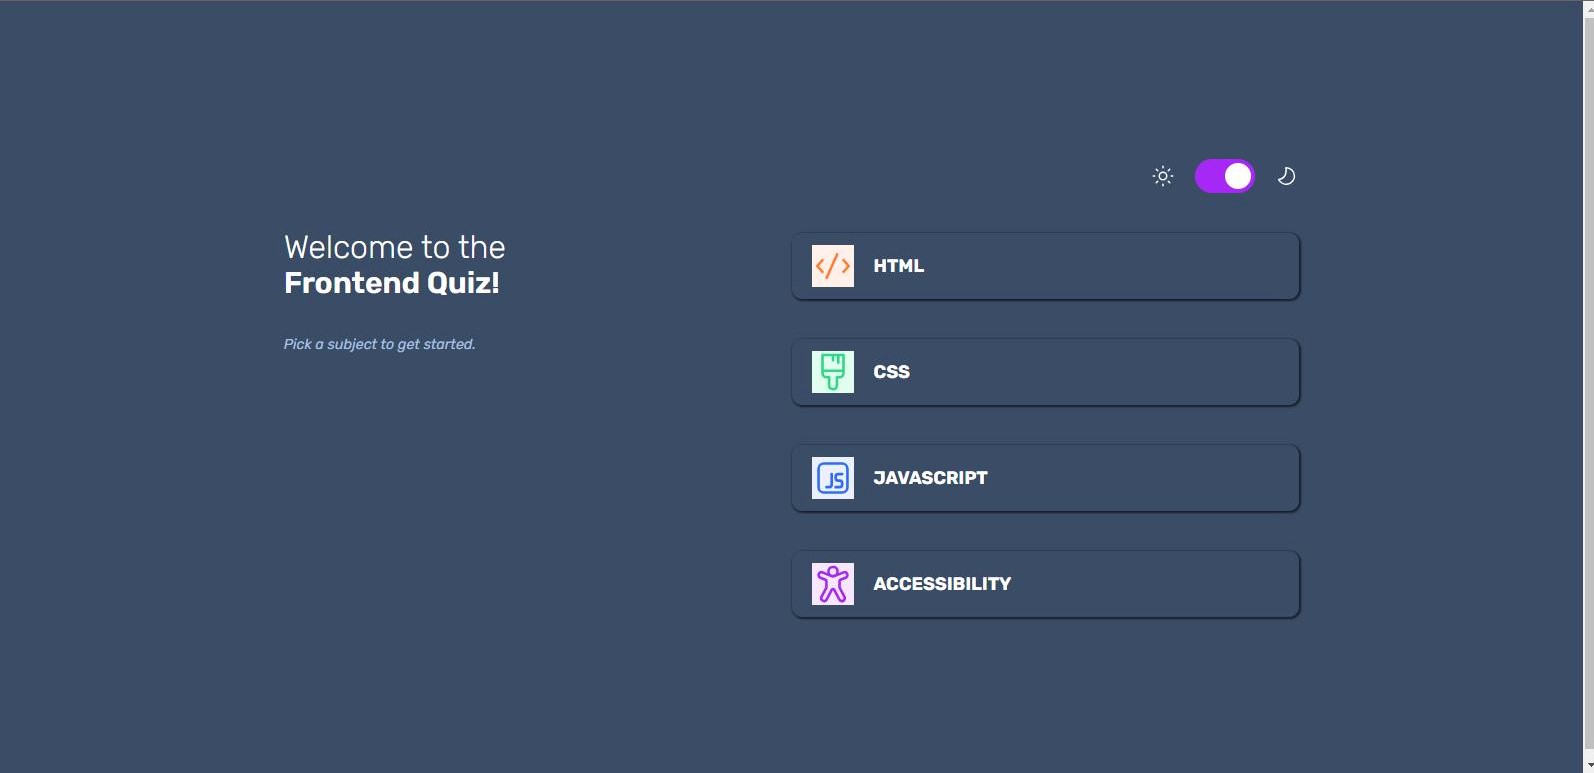 Welcome to the
Frontend Quiz!
Pick a subject to get started.
HTML
CSS
JS
JAVASCRIPT
ACCESSIBILITY